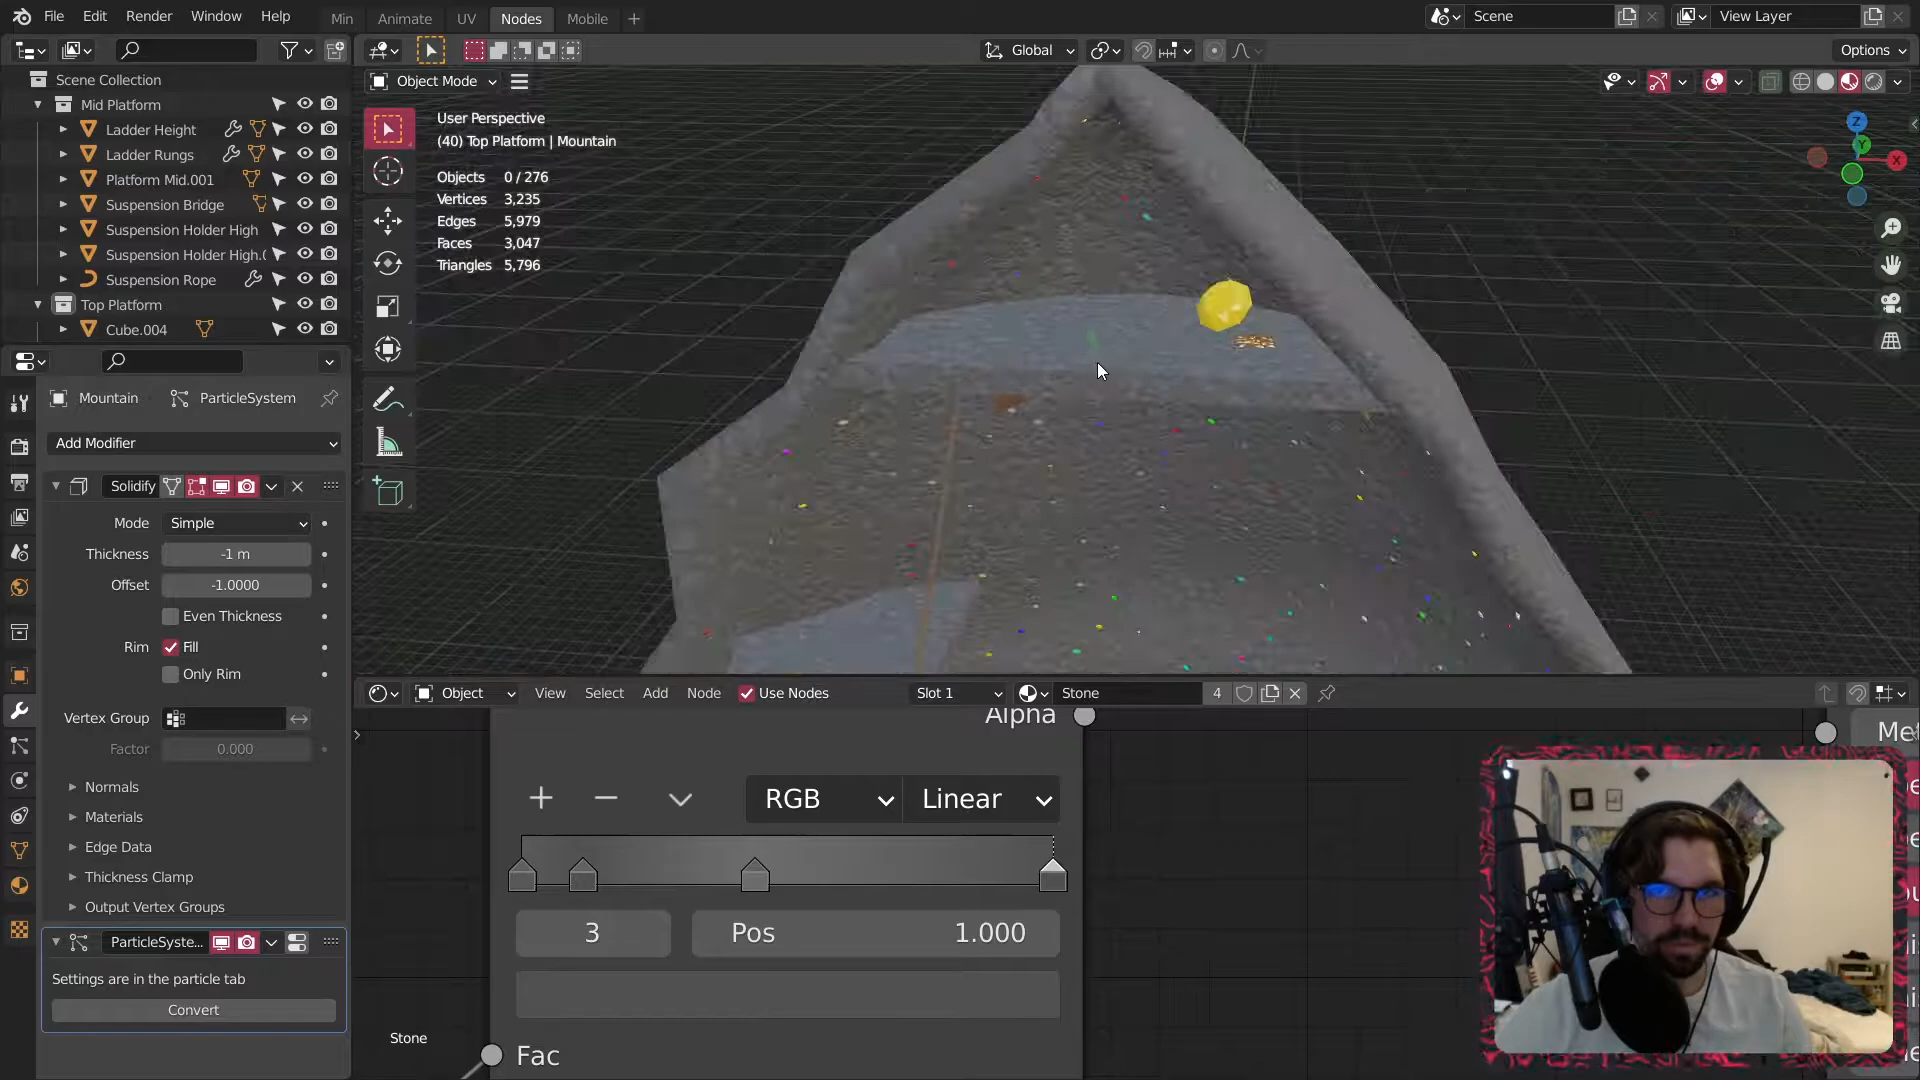 File Edit Render Window Help Min Animate UV Nodes Mobile Scene View Layer
Global Options
Scene Collection
Object Mode
Mid Platform
User Perspective
Ladder Height
(40) Top Platform | Mountain
Ladder Rungs
Objects 0 / 276
Platform Mid.001
Vertices 3,235
Suspension Bridge
Edges 5,979
Suspension Holder High
Faces 3,047
Suspension Holder High.
Triangles 5,796
Suspension Rope
Top Platform
Cube.004
Z
Y
X
Mountain ParticleSystem
Add Modifier
Solidify
Mode Simple
Thickness -1 m
Offset -1.0000
Even Thickness
Rim Fill
Only Rim
Vertex Group
Factor 0.000
Normals
Materials
Edge Data
Thickness Clamp
Output Vertex Groups
ParticleSyste...
Settings are in the particle tab
Convert
Object View Select Add Node Use Nodes Slot 1 Stone 4
Alpha
RGB Linear
3 Pos 1.000
Stone
Fac